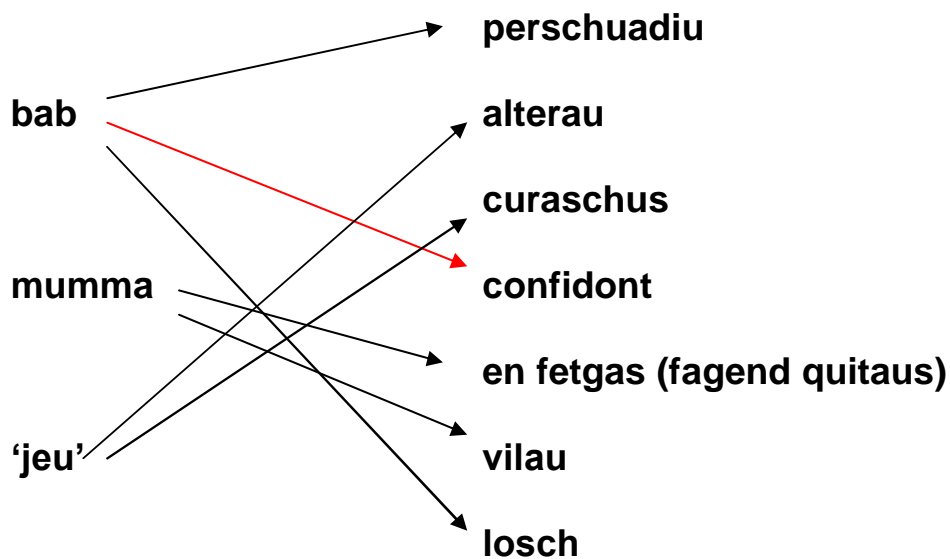 perschuadiu
bab
alterau
curaschus
mumma
confidont
en fetgas (fagend quitaus)
‘jeu’
vilau
losch